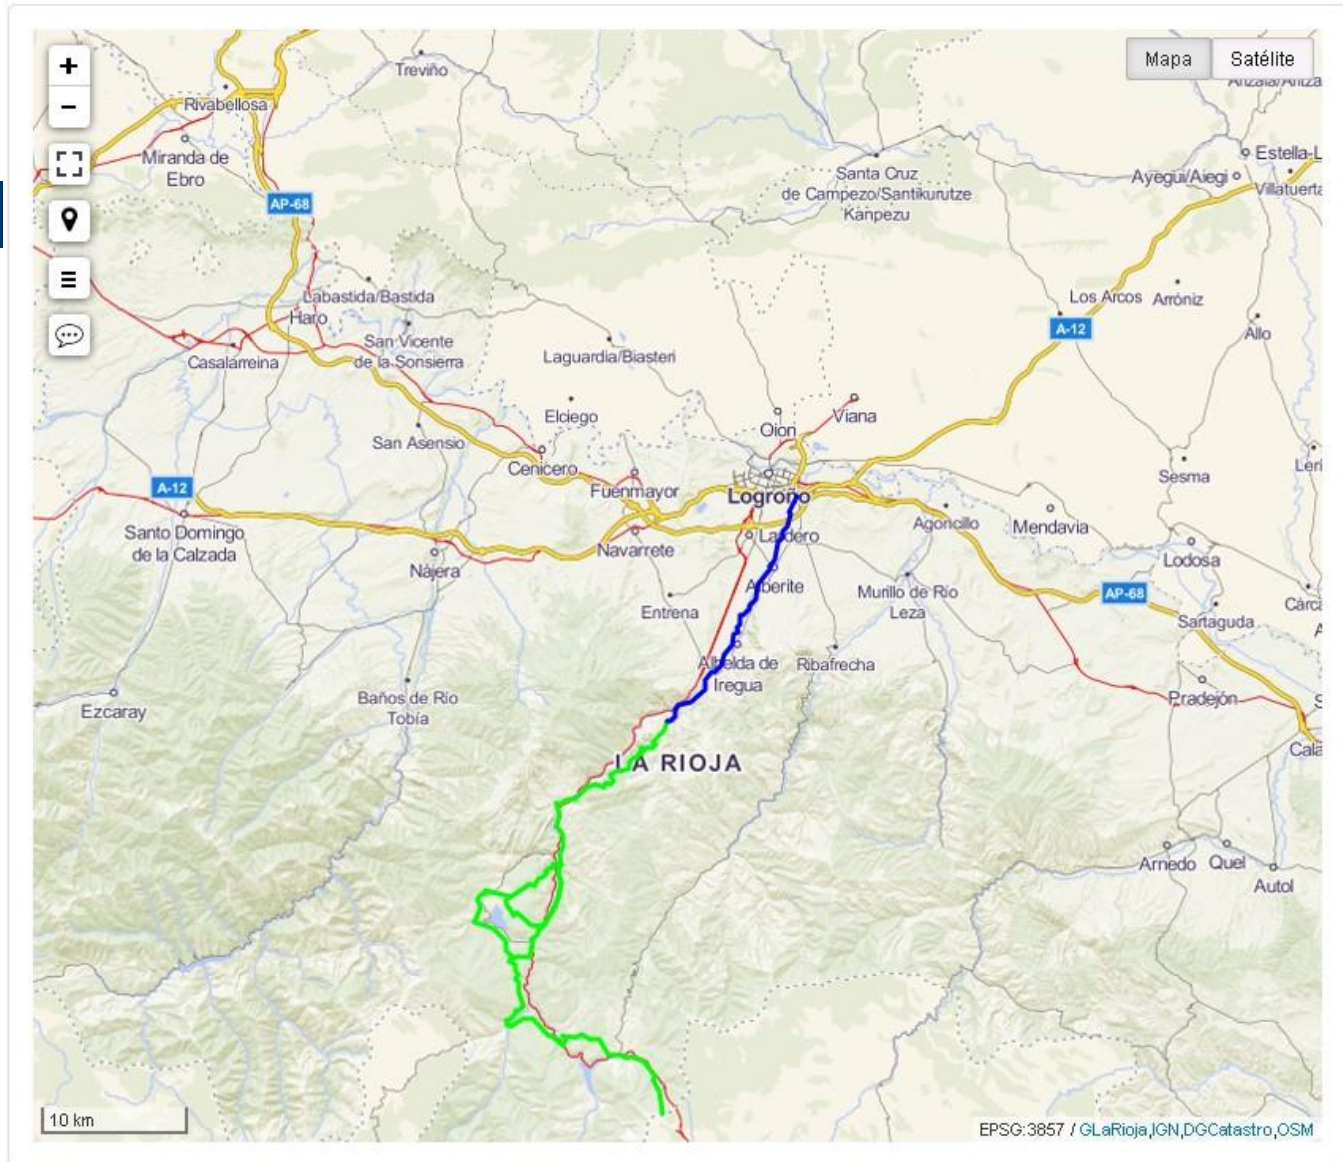 +
−
Mapa
Satélite
Treviño
Rivabellosa
Miranda de
Ebro
Estella-L
Ayegui/Aiegi
Villatuerta
Santa Cruz
de Campezo/Santikurutze
Kanpezu
AP-68
Labastida/Bastida
Haro
San Vicente
de la Sonsierra
Casalarreina
Laguardia/Biasteri
Los Arcos
Arróniz
A-12
Allo
Elciego
Viana
Oion
San Asensio
Cenicero
Sesma
Leri
A-12
Fuenmayor
Logroño
Santo Domingo
de la Calzada
Navarrete
Lardero
Agoncillo
Mendavia
Nájera
Lodosa
Alberite
Entrena
Murillo de Río
Leza
AP-68
Cárca
Sartaguda
A
Albelda de
Iregua
Ribafrecha
Baños de Río
Tobía
Ezcaray
Pradejón
S
Cala
LA RIOJA
Arnedo
Quel
Autol
10 km
EPSG:3857 / GLaRioja,IGN,DGCatastro,OSM